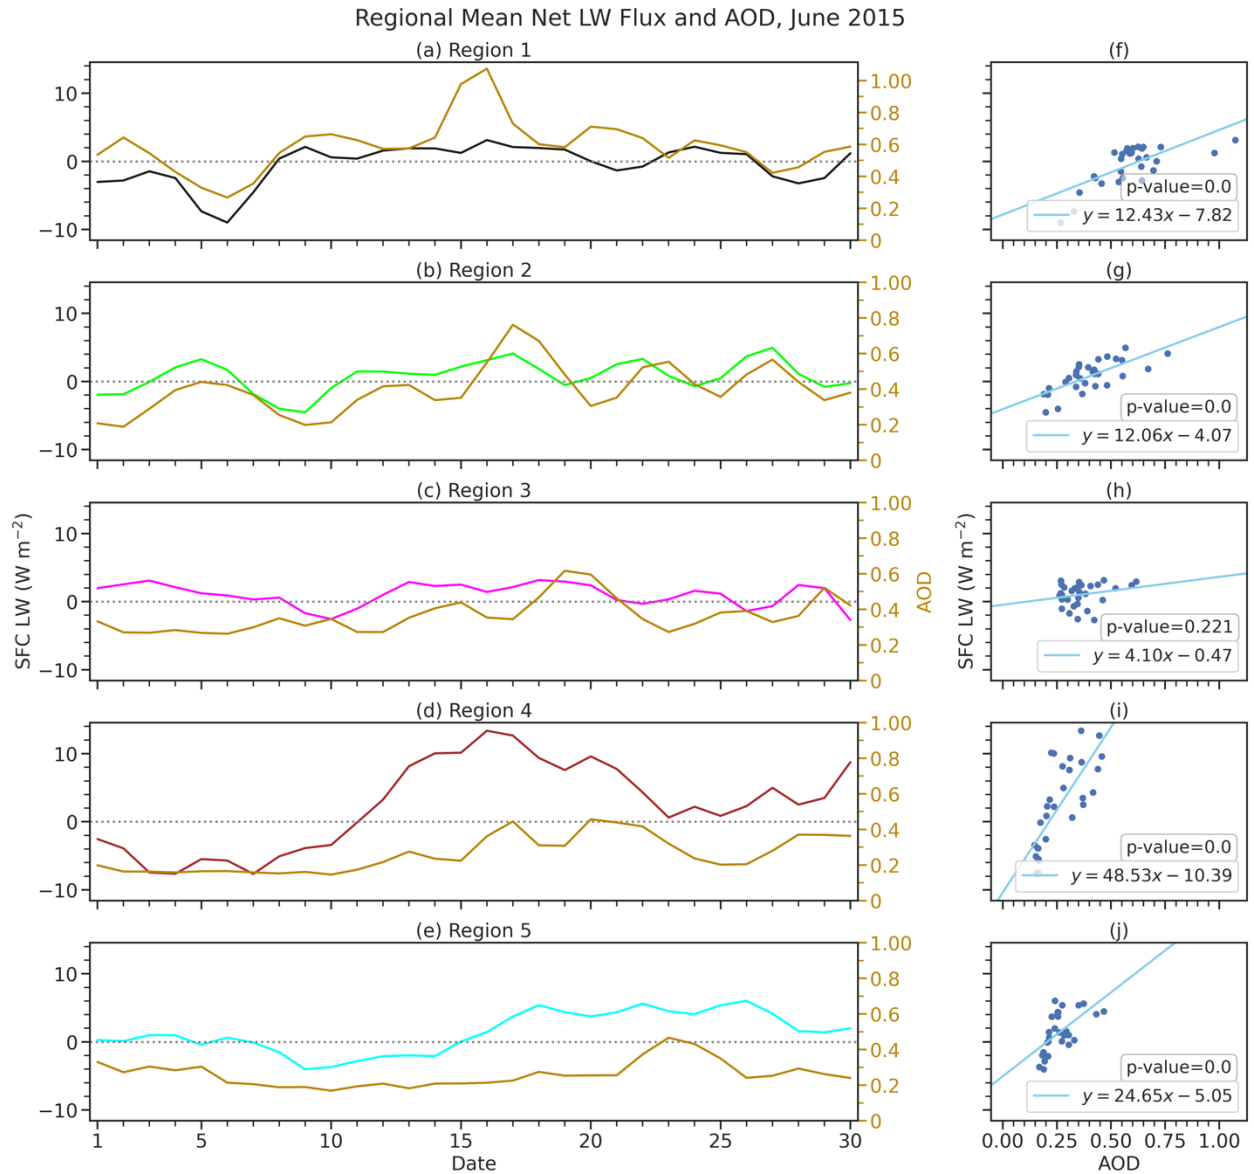 Regional Mean Net LW Flux and AOD, June 2015
(a) Region 1
10
0
−10
1.00
0.8
0.6
0.4
0.2
0
(f)
p-value=0.0
y = 12.43x − 7.82
(b) Region 2
10
0
−10
1.00
0.8
0.6
0.4
0.2
0
(g)
p-value=0.0
y = 12.06x − 4.07
(c) Region 3
SFC LW (W m−2)
10
0
−10
1.00
0.8
0.6
0.4
0.2
0
AOD
(h)
SFC LW (W m−2)
p-value=0.221
y = 4.10x − 0.47
(d) Region 4
10
0
−10
1.00
0.8
0.6
0.4
0.2
0
(i)
p-value=0.0
y = 48.53x − 10.39
(e) Region 5
10
0
−10
1.00
0.8
0.6
0.4
0.2
0
1 5 10 15 20 25 30
Date
(j)
p-value=0.0
y = 24.65x − 5.05
0.00 0.25 0.50 0.75 1.00
AOD